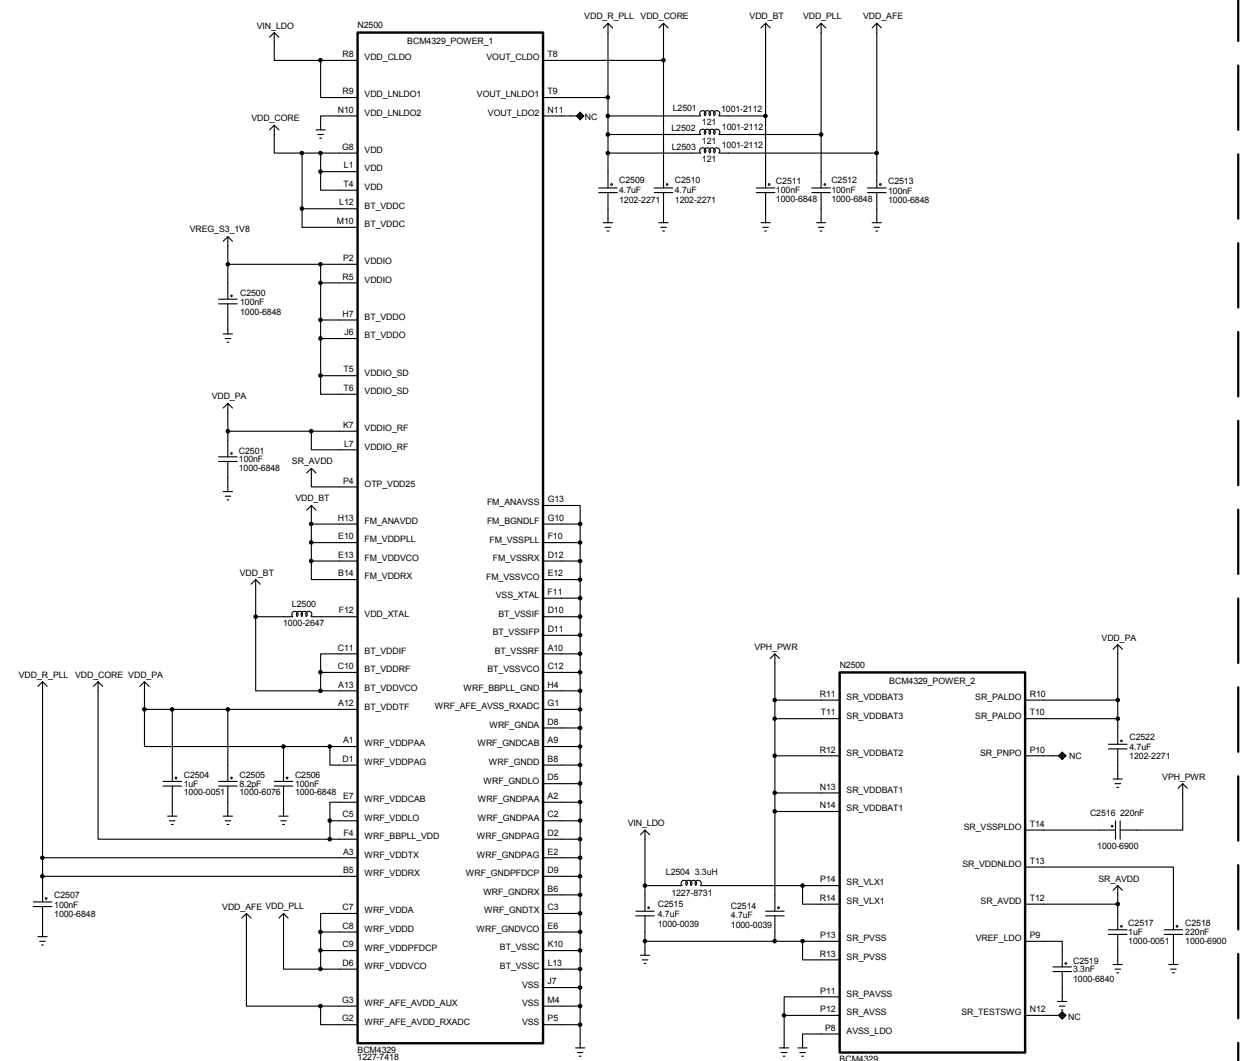 N2500
BCM4329_POWER_1
VIN_LDO
R8 VDD_CLDO
R9 VDD_LNLDO1
N10 VDD_LNLDO2
VDD_CORE
G8 VDD
L1 VDD
T4 VDD
L12 BT_VDDC
M10 BT_VDDC
VREG_S3_1V8
P2 VDDIO
R5 VDDIO
C2500
100nF
1000-6848
H7 BT_VDDO
J6 BT_VDDO
T5 VDDIO_SD
T6 VDDIO_SD
VDD_PA
K7 VDDIO_RF
L7 VDDIO_RF
C2501
100nF
1000-6848
SR_AVDD
P4 OTP_VDD25
VDD_BT
H13 FM_ANAVDD
E10 FM_VDDPLL
E13 FM_VDDVCO
B14 FM_VDDRX
VDD_BT
L2500
1000-2647
F12 VDD_XTAL
C11 BT_VDDIF
C10 BT_VDDRF
A13 BT_VDDVCO
A12 BT_VDDTF
VDD_R_PLL VDD_CORE VDD_PA
A1 WRF_VDDPAA
D1 WRF_VDDPAG
C2504
1uF
1000-0051
C2505
8.2pF
1000-6076
C2506
100nF
1000-6848
E7 WRF_VDDCAB
C5 WRF_VDDLO
F4 WRF_BBPLL_VDD
A3 WRF_VDDTX
B5 WRF_VDDRX
C2507
100nF
1000-6848
VDD_AFE VDD_PLL
C7 WRF_VDDA
C8 WRF_VDDD
C9 WRF_VDDPFDCP
D6 WRF_VDDVCO
G3 WRF_AFE_AVDD_AUX
G2 WRF_AFE_AVDD_RXADC
BCM4329
1227-7418
VOUT_CLDO T8
VOUT_LNLDO1 T9
VOUT_LDO2 N11 NC
VDD_R_PLL VDD_CORE VDD_BT VDD_PLL VDD_AFE
L2501 1001-2112
121
L2502 1001-2112
121
L2503 1001-2112
121
C2509
4.7uF
1202-2271
C2510
4.7uF
1202-2271
C2511
100nF
1000-6848
C2512
100nF
1000-6848
C2513
100nF
1000-6848
FM_ANAVSS G13
FM_BGNDLF G10
FM_VSSPLL F10
FM_VSSRX D12
FM_VSSVCO E12
VSS_XTAL F11
BT_VSSIF D10
BT_VSSIFP D11
BT_VSSRF A10
BT_VSSVCO C12
WRF_BBPLL_GND H4
WRF_AFE_AVSS_RXADC G1
WRF_GNDA D8
WRF_GNDCAB A9
WRF_GNDD B8
WRF_GNDLO D5
WRF_GNDPAA A2
WRF_GNDPAA C2
WRF_GNDPAG D2
WRF_GNDPAG E2
WRF_GNDPFDCP D9
WRF_GNDRX B6
WRF_GNDTX C3
WRF_GNDVCO E6
BT_VSSC K10
BT_VSSC L13
VSS J7
VSS M4
VSS P5
N2500
BCM4329_POWER_2
VPH_PWR
R11 SR_VDDBAT3
T11 SR_VDDBAT3
R12 SR_VDDBAT2
N13 SR_VDDBAT1
N14 SR_VDDBAT1
VIN_LDO
L2504 3.3uH
1227-8731
P14 SR_VLX1
R14 SR_VLX1
C2515
4.7uF
1000-0039
C2514
4.7uF
1000-0039
P13 SR_PVSS
R13 SR_PVSS
P11 SR_PAVSS
P12 SR_AVSS
P8 AVSS_LDO
BCM4329
VDD_PA
SR_PALDO R10
SR_PALDO T10
SR_PNPO P10 NC
C2522
4.7uF
1202-2271
VPH_PWR
C2516 220nF
1000-6900
SR_VSSPLDO T14
SR_VDDNLDO T13
SR_AVDD
SR_AVDD T12
VREF_LDO P9
C2517
1uF
1000-0051
C2518
220nF
1000-6900
C2519
3.3nF
1000-6840
SR_TESTSWG N12 NC